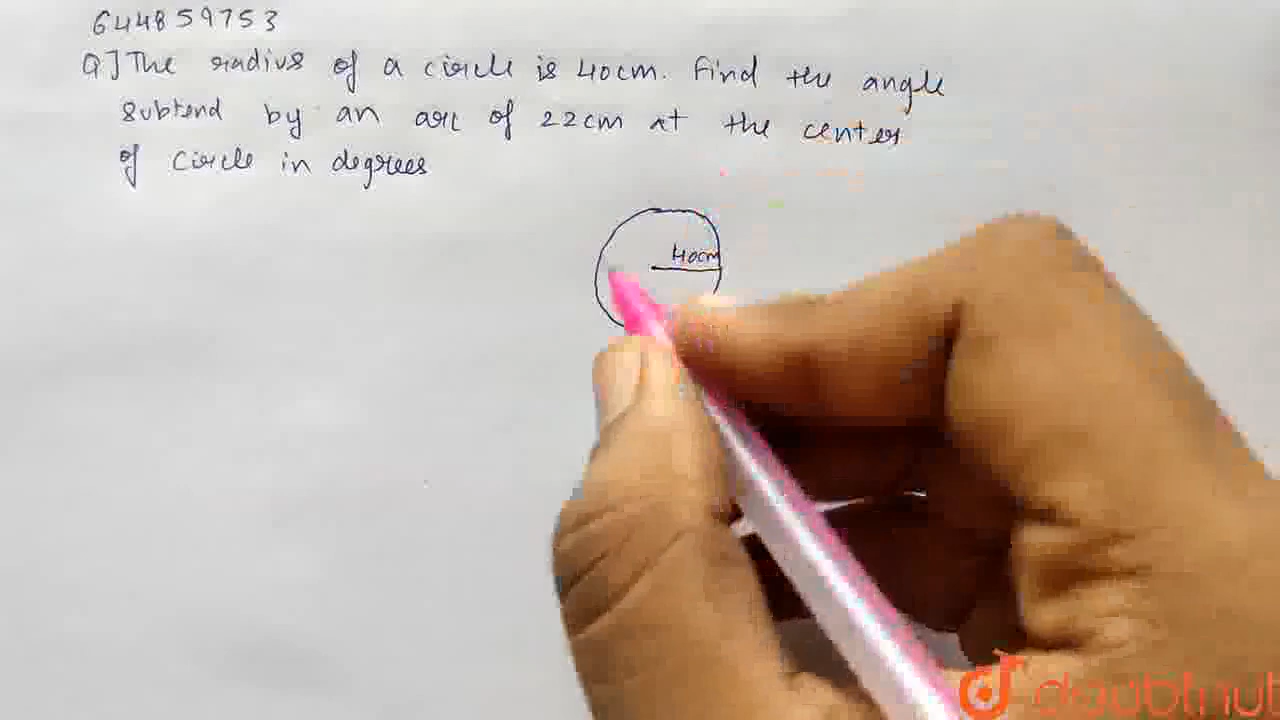 644859753
Q] The radius of a circle is 40cm. Find the angle
subtend by an arc of 22cm at the center
of circle in degrees
40cm
doubtnut